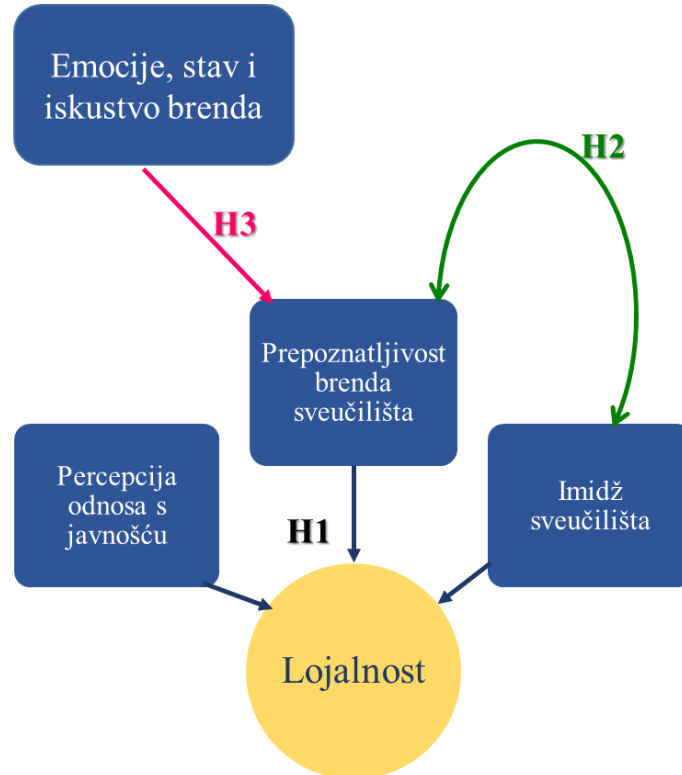 Emocije, stav i
iskustvo brenda
H2
H3
Prepoznatljivost
brenda
sveučilišta
Percepcija
odnosa s
javnošću
Imidž
sveučilišta
H1
Lojalnost